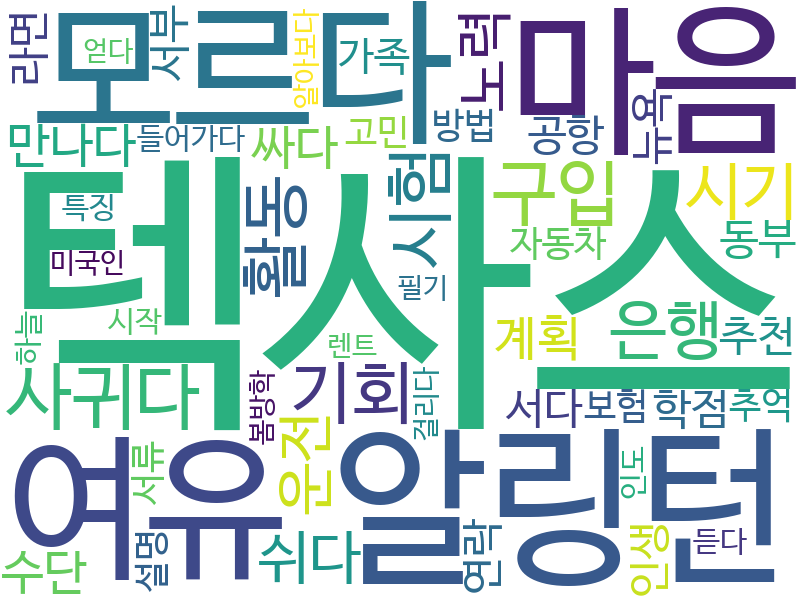 라면
얻다
모르다
서부
알아보다
가족
노력
마음
뉴욕
만나다
들어가다
싸다
고민
방법
공항
텍사스
특징
미국인
활동
시험
필기
구입
시기
자동차
동부
하늘
시작
렌트
계획
은행
추천
사귀다
봄방학
기회
걸리다
서다
보험
학점
추억
여유
서류
운전
알링턴
인도
수단
설명
쉬다
연락
인생
듣다